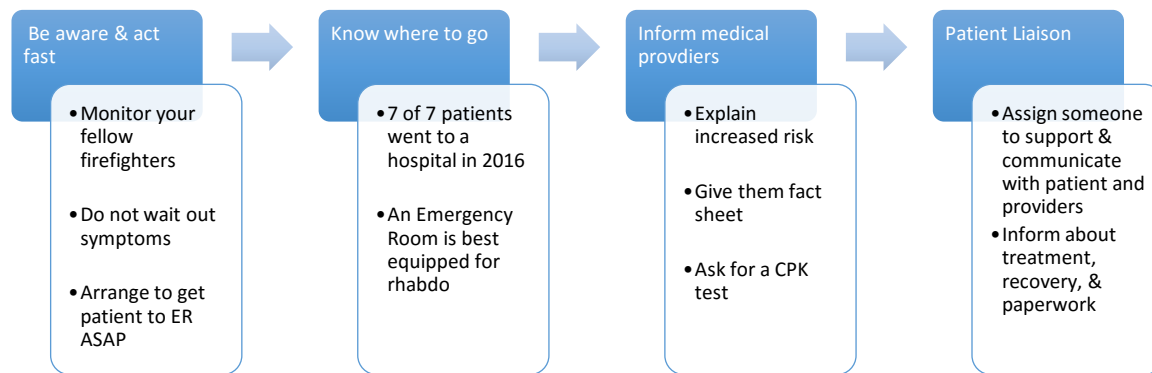 Be aware & act
fast
•Monitor your
fellow
firefighters
•Do not wait out
symptoms
•Arrange to get
patient to ER
ASAP
Know where to go
•7 of 7 patients
went to a
hospital in 2016
•An Emergency
Room is best
equipped for
rhabdo
Inform medical
provdiers
•Explain
increased risk
•Give them fact
sheet
•Ask for a CPK
test
Patient Liaison
•Assign someone
to support &
communicate
with patient and
providers
•Inform about
treatment,
recovery, &
paperwork